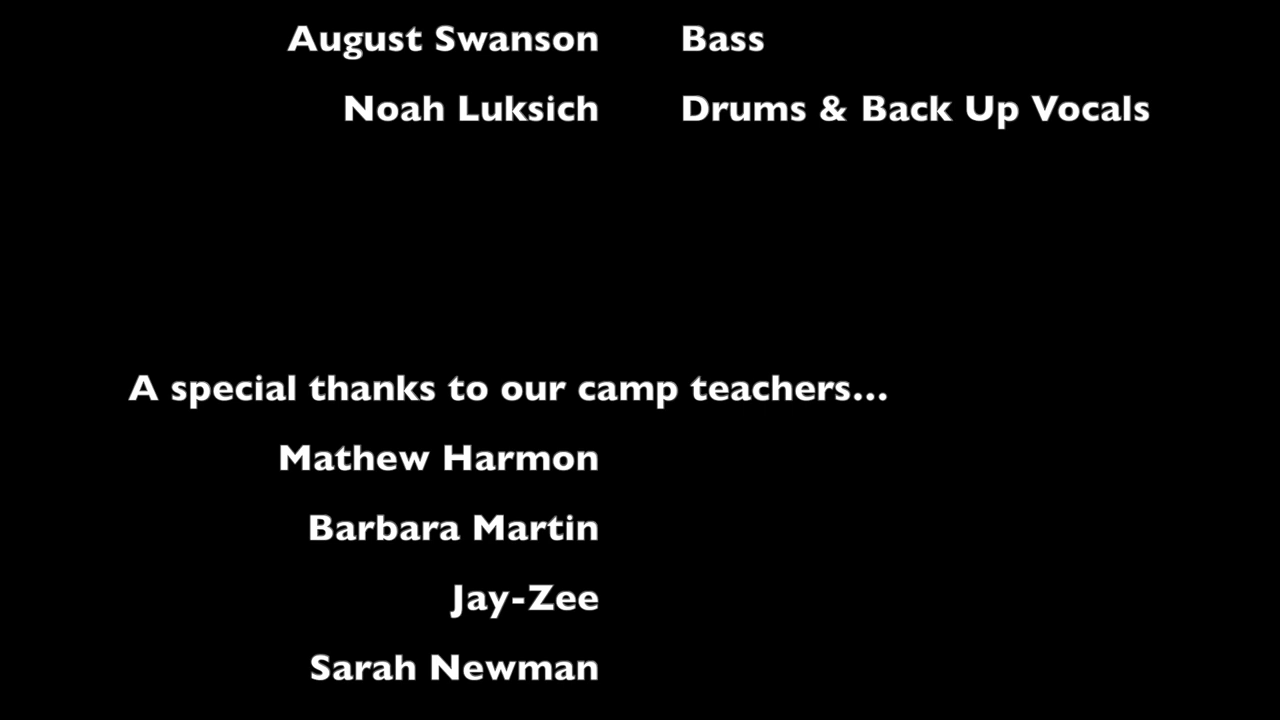 August Swanson Bass
Noah Luksich Drums & Back Up Vocals
A special thanks to our camp teachers...
Mathew Harmon
Barbara Martin
Jay-Zee
Sarah Newman